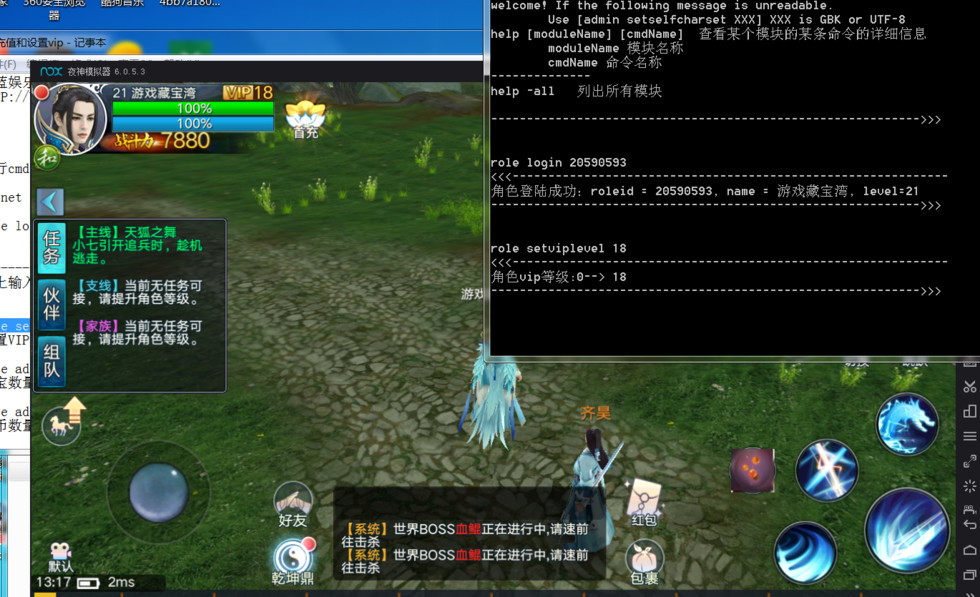 360安全浏览
器
酷狗音乐
4bb7a180...
充值和设置vip - 记事本
夜神模拟器 6.0.5.3
21 游戏藏宝湾
VIP18
100%
100%
战斗力 7880
首充
和
任务
【主线】天狐之舞
小七引开追兵时，趁机
逃走。
伙伴
【支线】当前无任务可
接，请提升角色等级。
【家族】当前无任务可
接，请提升角色等级。
组队
welcome! If the following message is unreadable.
Use [admin setselfcharset XXX] XXX is GBK or UTF-8
help [moduleName] [cmdName]   查看某个模块的某条命令的详细信息
moduleName 模块名称
cmdName 命令名称
-------------
help -all   列出所有模块
------------------------------------------------------->>>
role login 20590593
<<<-------------------------------------------------------
角色登陆成功: roleid = 20590593, name = 游戏藏宝湾, level=21
------------------------------------------------------->>>
role setviplevel 18
<<<-------------------------------------------------------
角色vip等级:0--> 18
------------------------------------------------------->>>
游戏
齐昊
好友
红包
【系统】世界BOSS血鲲正在进行中,请速前
往击杀
【系统】世界BOSS血鲲正在进行中,请速前
往击杀
默认
乾坤鼎
包裹
13:17
2ms